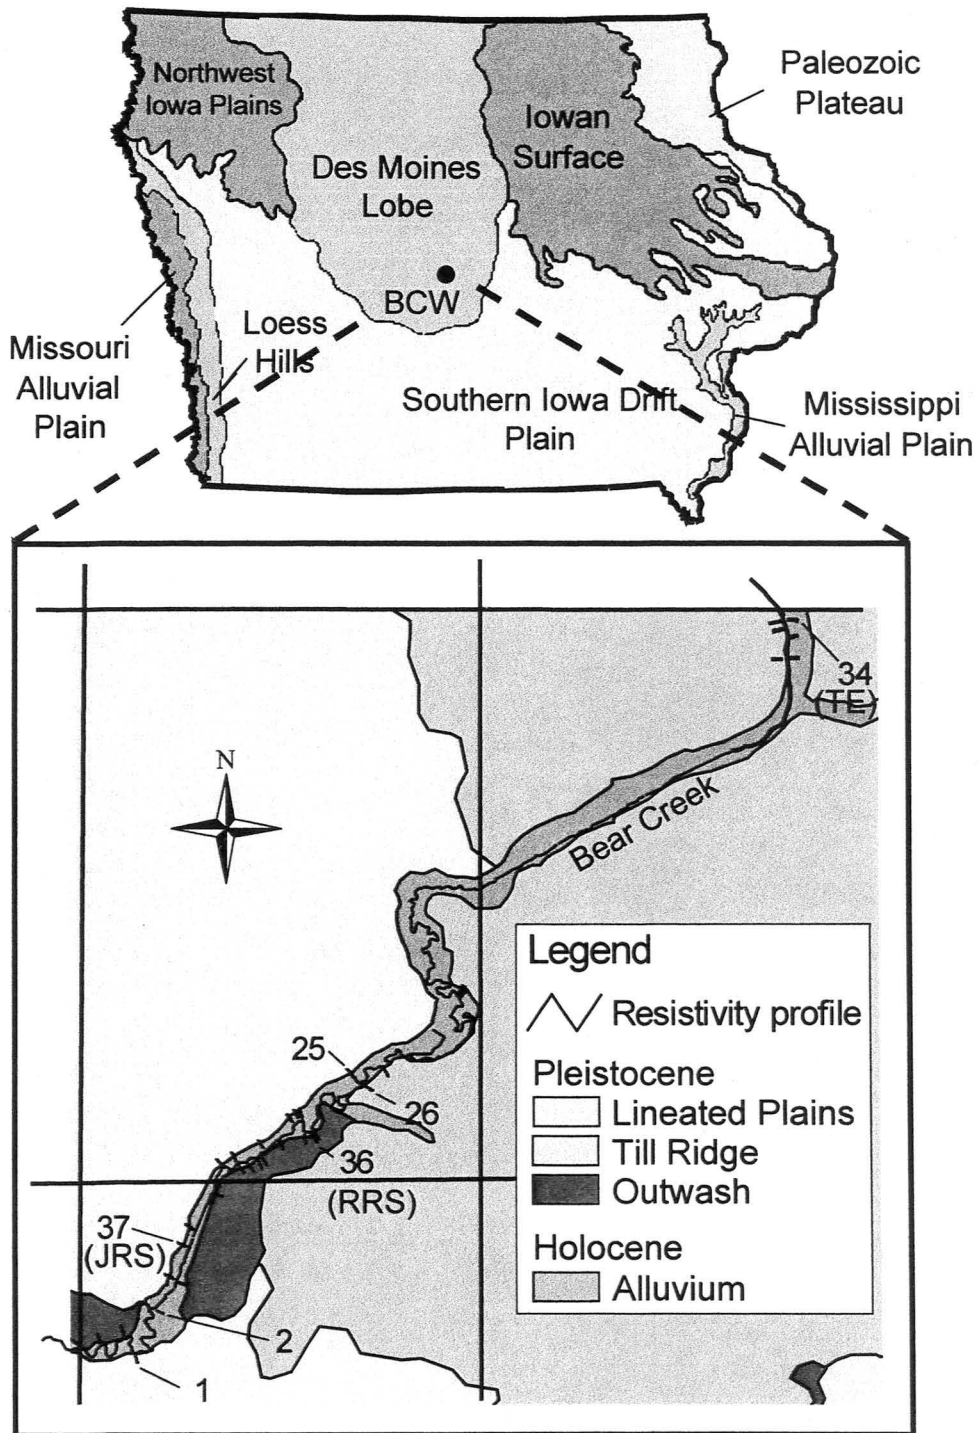 Northwest
Iowa Plains
Des Moines
Lobe
Iowan
Surface
Paleozoic
Plateau
BCW
Loess
Hills
Missouri
Alluvial
Plain
Southern Iowa Drift
Plain
Mississippi
Alluvial Plain
34
(TE)
N
Bear Creek
25
26
36
(RRS)
37
(JRS)
2
1
Legend
Resistivity profile
Pleistocene
Lineated Plains
Till Ridge
Outwash
Holocene
Alluvium